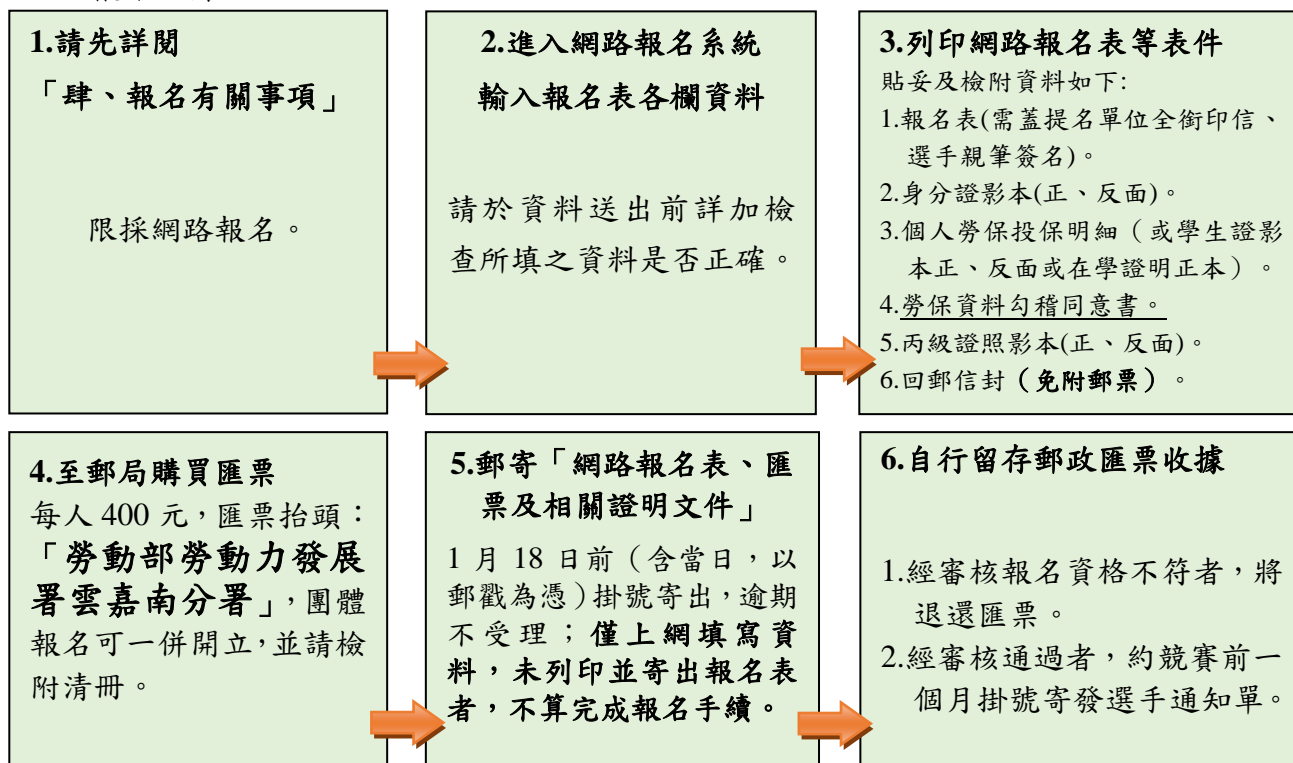 1.請先詳閱
「肆、報名有關事項」
限採網路報名。
2.進入網路報名系統
輸入報名表各欄資料
請於資料送出前詳加檢
查所填之資料是否正確。
3.列印網路報名表等表件
貼妥及檢附資料如下:
1.報名表(需蓋提名單位全銜印信、
選手親筆簽名)。
2.身分證影本(正、反面)。
3.個人勞保投保明細（或學生證影
本正、反面或在學證明正本）。
4.勞保資料勾稽同意書。
5.丙級證照影本(正、反面)。
6.回郵信封（免附郵票）。
4.至郵局購買匯票
每人 400 元，匯票抬頭：
「勞動部勞動力發展
署雲嘉南分署」，團體
報名可一併開立，並請檢
附清冊。
5.郵寄「網路報名表、匯
票及相關證明文件」
1 月 18 日前（含當日，以
郵戳為憑）掛號寄出，逾期
不受理；僅上網填寫資
料，未列印並寄出報名表
者，不算完成報名手續。
6.自行留存郵政匯票收據
1.經審核報名資格不符者，將
退還匯票。
2.經審核通過者，約競賽前一
個月掛號寄發選手通知單。